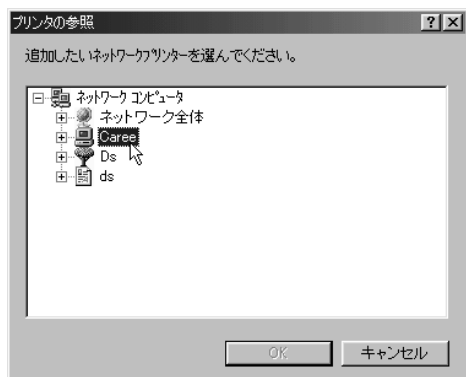 プリンタの参照
追加したいネットワークプリンターを選んでください。
ネットワーク コンピュータ
ネットワーク全体
Caree
Ds
ds
OK
キャンセル